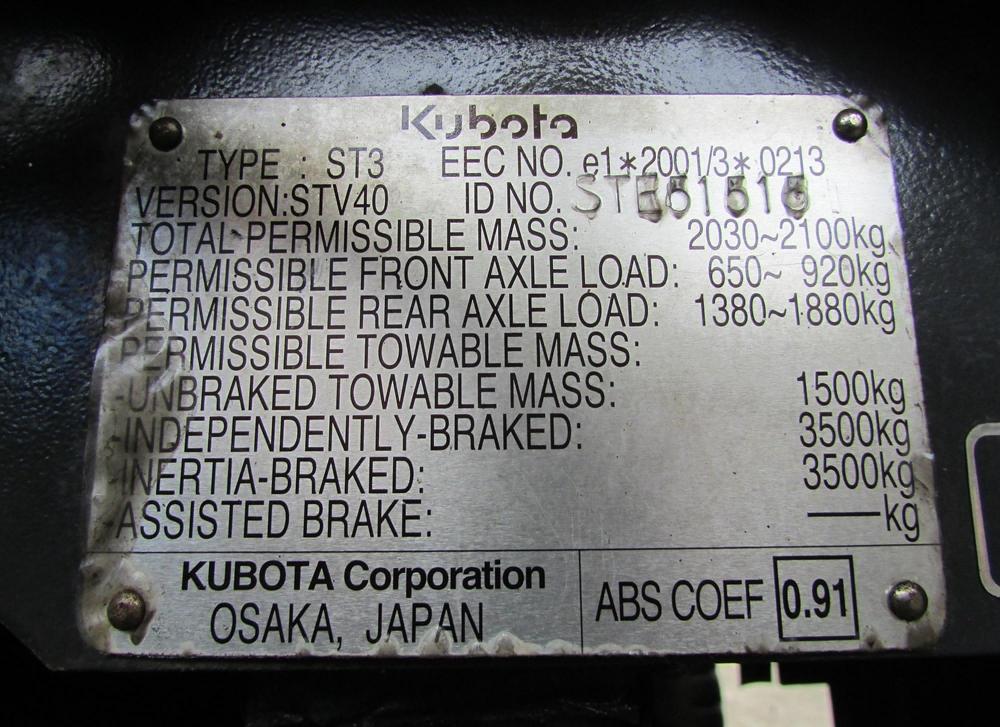 Kubota
TYPE : ST3 EEC NO. e1*2001/3*0213
VERSION:STV40 ID NO.
TOTAL PERMISSIBLE MASS: 2030~2100kg
PERMISSIBLE FRONT AXLE LOAD: 650~ 920kg
PERMISSIBLE REAR AXLE LOAD: 1380~1880kg
PERMISSIBLE TOWABLE MASS:
-UNBRAKED TOWABLE MASS: 1500kg
-INDEPENDENTLY-BRAKED: 3500kg
INERTIA-BRAKED: 3500kg
ASSISTED BRAKE: ——kg
KUBOTA Corporation
OSAKA, JAPAN
ABS COEF 0.91